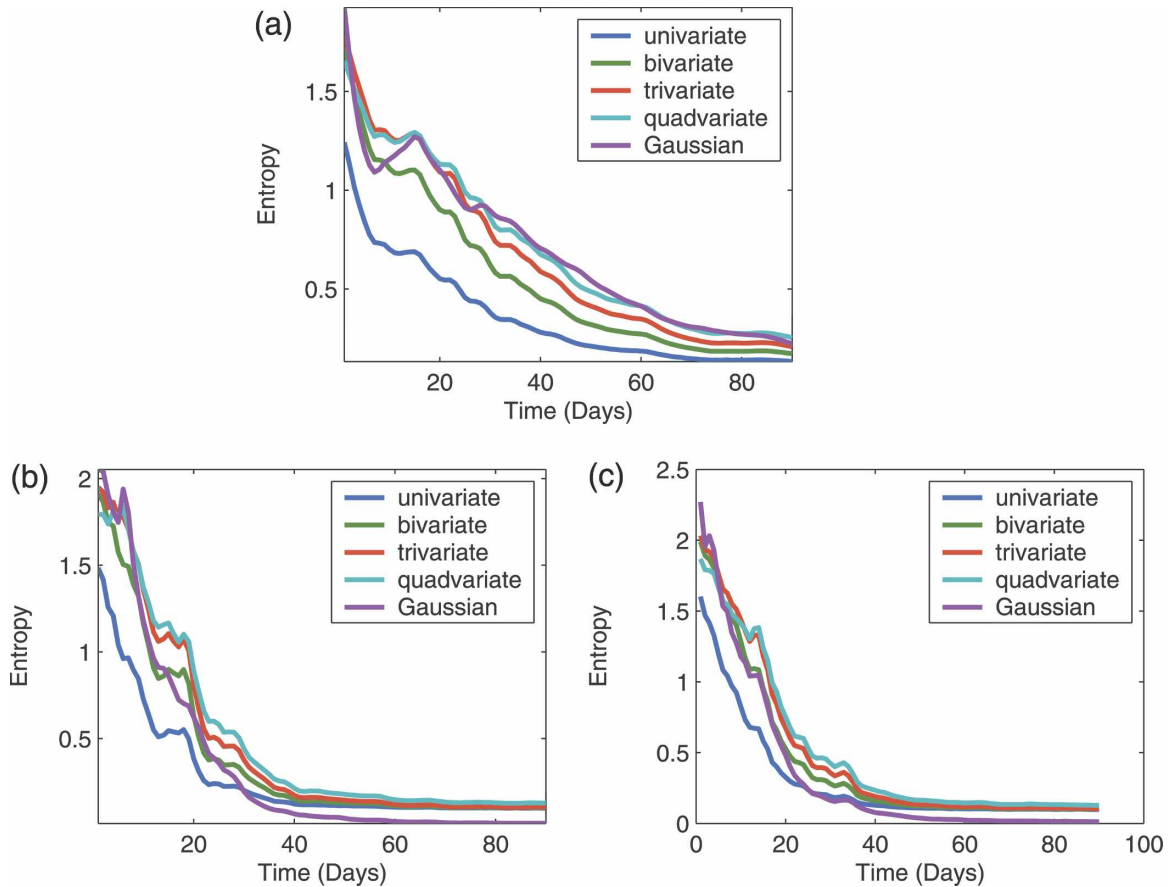 (a)
univariate
bivariate
trivariate
quadvariate
Gaussian
1.5
1
0.5
Entropy
20 40 60 80
Time (Days)
(b)
univariate
bivariate
trivariate
quadvariate
Gaussian
2
1.5
1
0.5
Entropy
20 40 60 80
Time (Days)
(c)
univariate
bivariate
trivariate
quadvariate
Gaussian
2.5
2
1.5
1
0.5
0
Entropy
0 20 40 60 80 100
Time (Days)